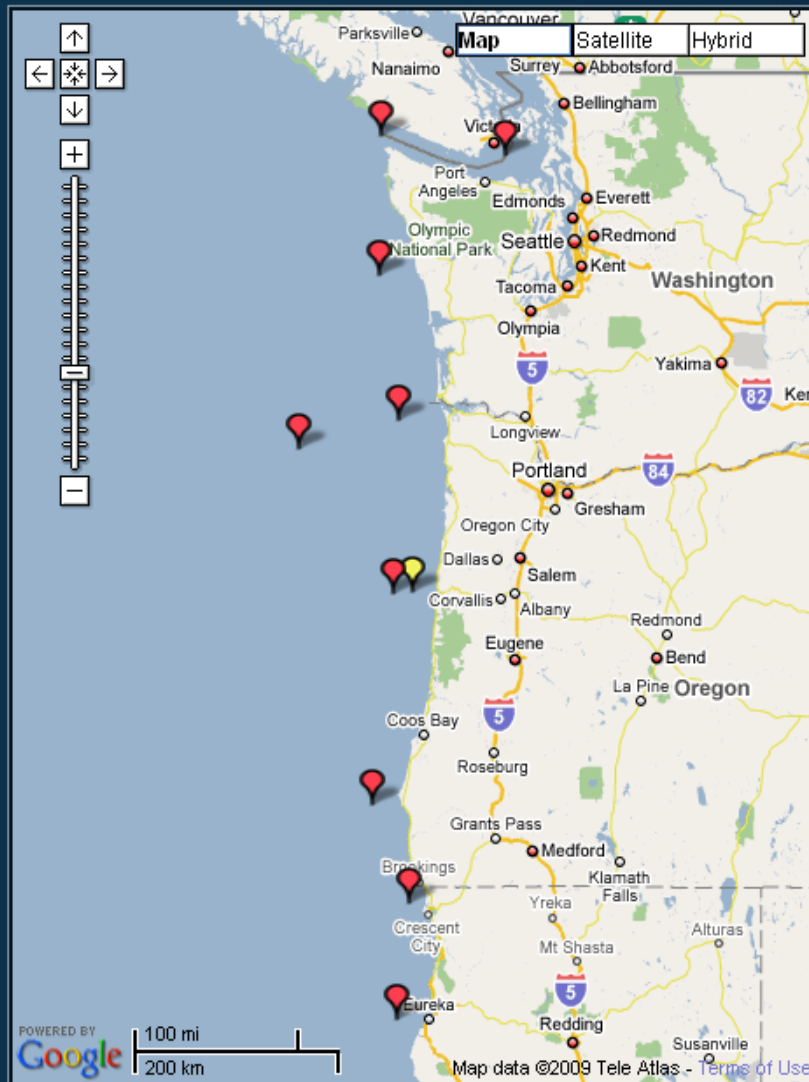 Vancouver
Parksville
Map
Satellite
Hybrid
Nanaimo
Surrey
Abbotsford
Bellingham
Port
Angeles
Edmonds
Everett
Olympic
National Park
Seattle
Redmond
Kent
Washington
Tacoma
Olympia
5
Yakima
82
Longview
Portland
84
Gresham
Oregon City
Dallas
Salem
Corvallis
Albany
Redmond
Eugene
Bend
La Pine
Oregon
5
Coos Bay
Roseburg
Grants Pass
Medford
Brookings
Klamath
Falls
Yreka
Crescent
City
Alturas
Mt Shasta
5
Eureka
Redding
POWERED BY
Google
100 mi
200 km
Susanville
Map data ©2009 Tele Atlas - Terms of Use